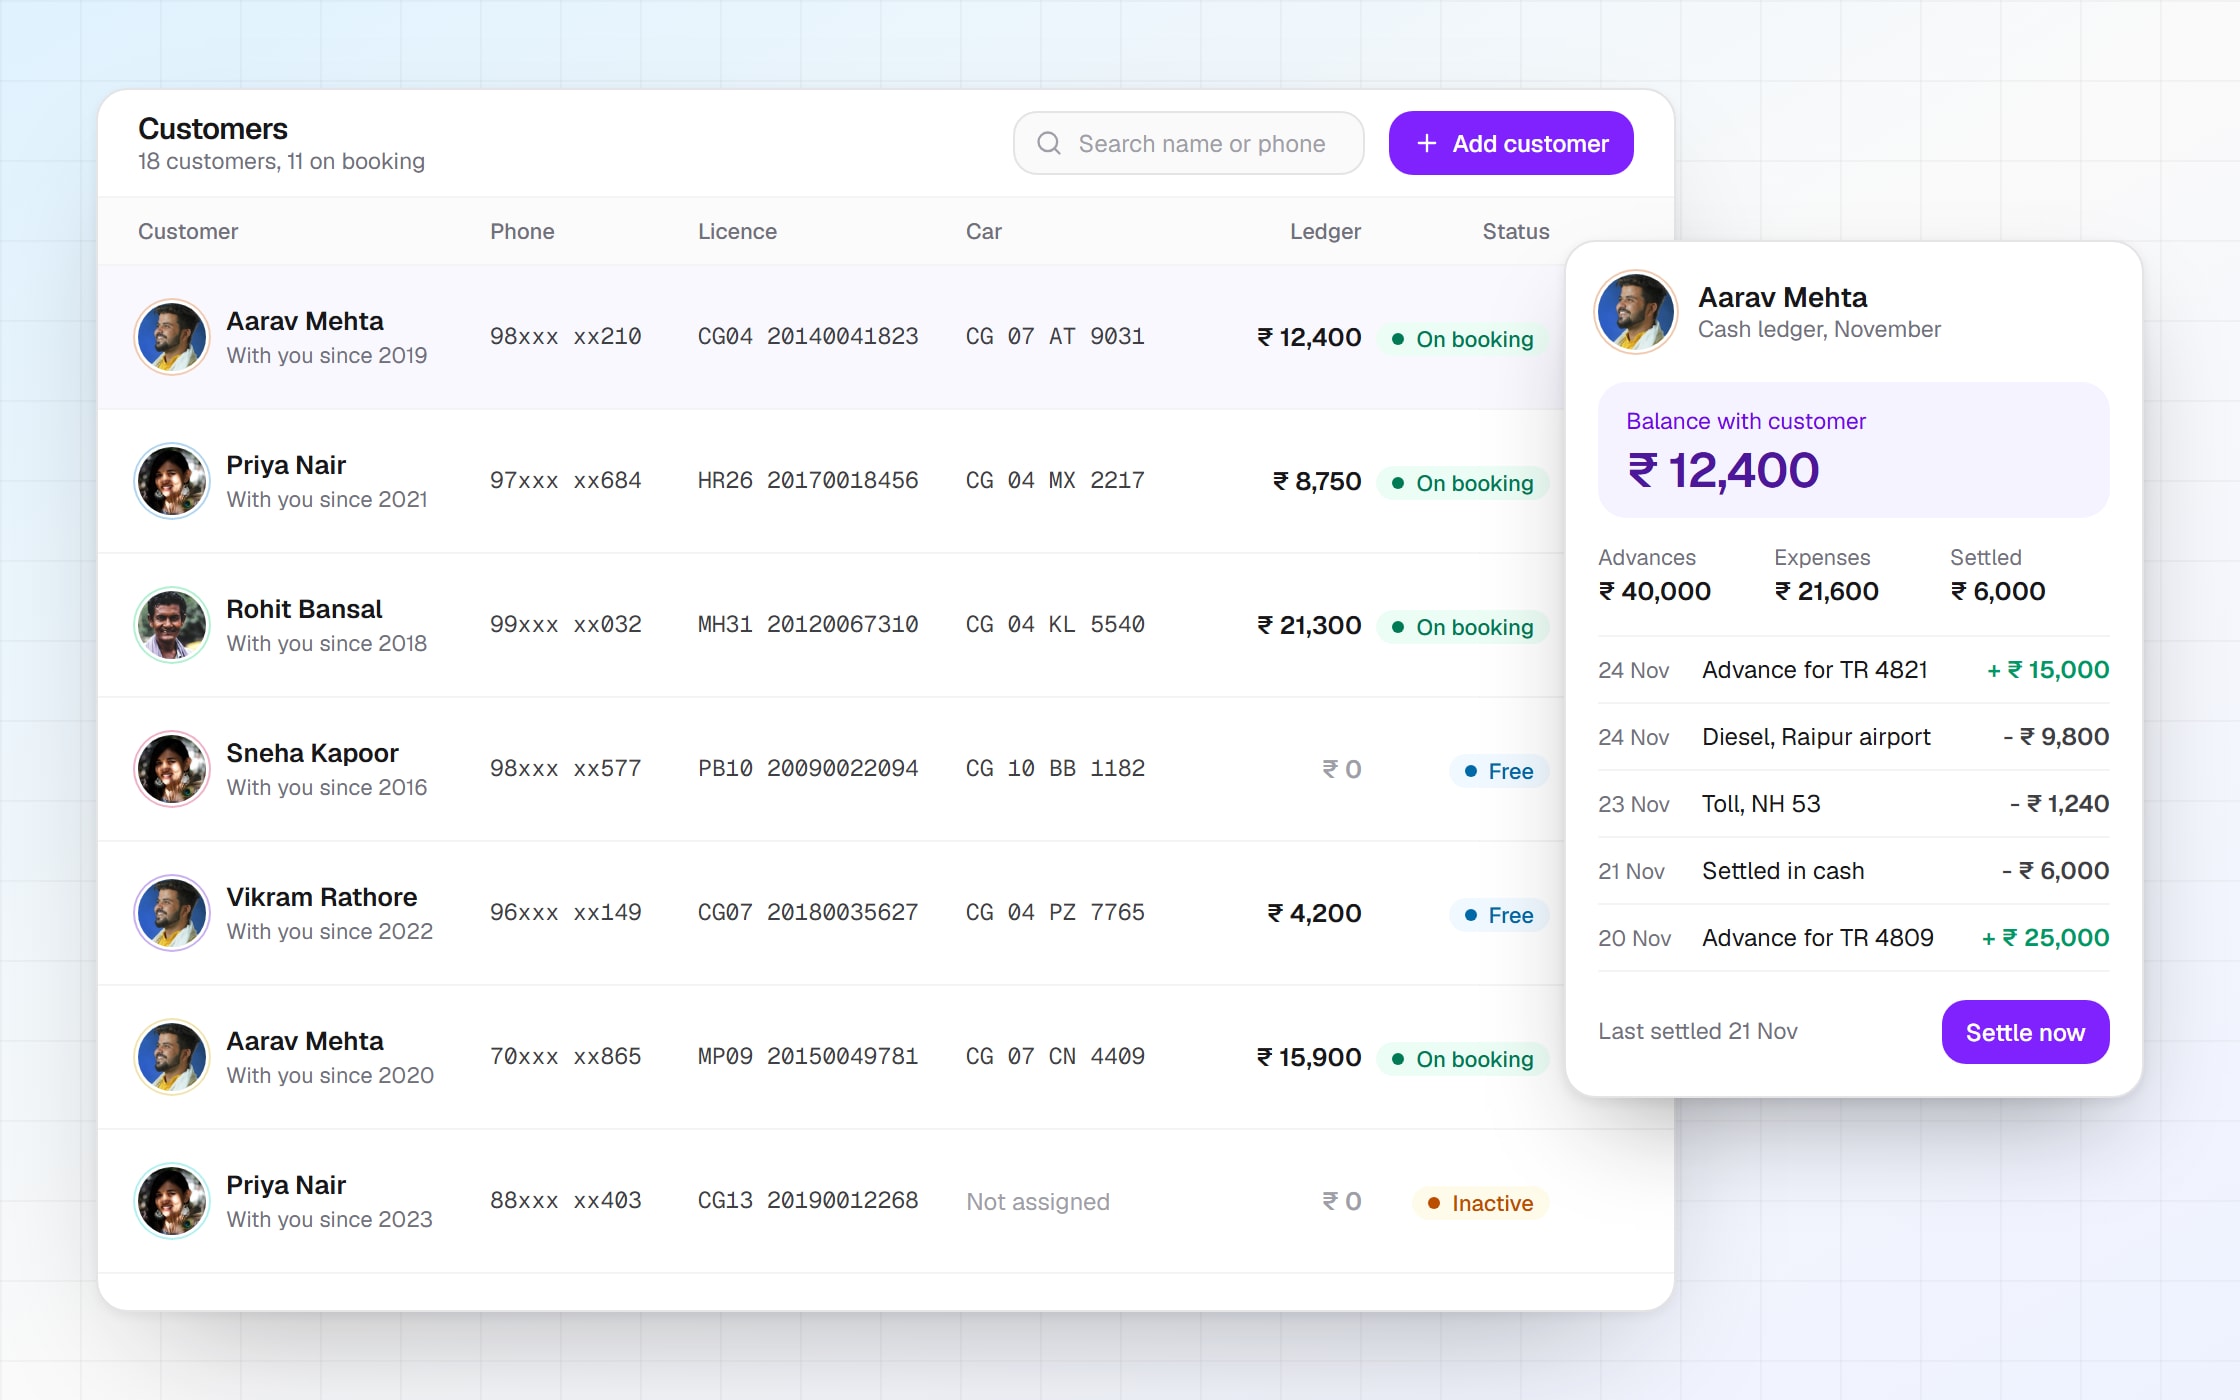 Customers
18 customers, 11 on booking
Search name or phone
+ Add customer
Customer Phone Licence Car Ledger Status
Aarav Mehta
With you since 2019
98xxx xx210 CG04 20140041823 CG 07 AT 9031 ₹ 12,400 On booking
Priya Nair
With you since 2021
97xxx xx684 HR26 20170018456 CG 04 MX 2217 ₹ 8,750 On booking
Rohit Bansal
With you since 2018
99xxx xx032 MH31 20120067310 CG 04 KL 5540 ₹ 21,300 On booking
Sneha Kapoor
With you since 2016
98xxx xx577 PB10 20090022094 CG 10 BB 1182 ₹ 0 Free
Vikram Rathore
With you since 2022
96xxx xx149 CG07 20180035627 CG 04 PZ 7765 ₹ 4,200 Free
Aarav Mehta
With you since 2020
70xxx xx865 MP09 20150049781 CG 07 CN 4409 ₹ 15,900 On booking
Priya Nair
With you since 2023
88xxx xx403 CG13 20190012268 Not assigned ₹ 0 Inactive
Aarav Mehta
Cash ledger, November
Balance with customer
₹ 12,400
Advances Expenses Settled
₹ 40,000 ₹ 21,600 ₹ 6,000
24 Nov Advance for TR 4821 + ₹ 15,000
24 Nov Diesel, Raipur airport - ₹ 9,800
23 Nov Toll, NH 53 - ₹ 1,240
21 Nov Settled in cash - ₹ 6,000
20 Nov Advance for TR 4809 + ₹ 25,000
Last settled 21 Nov Settle now